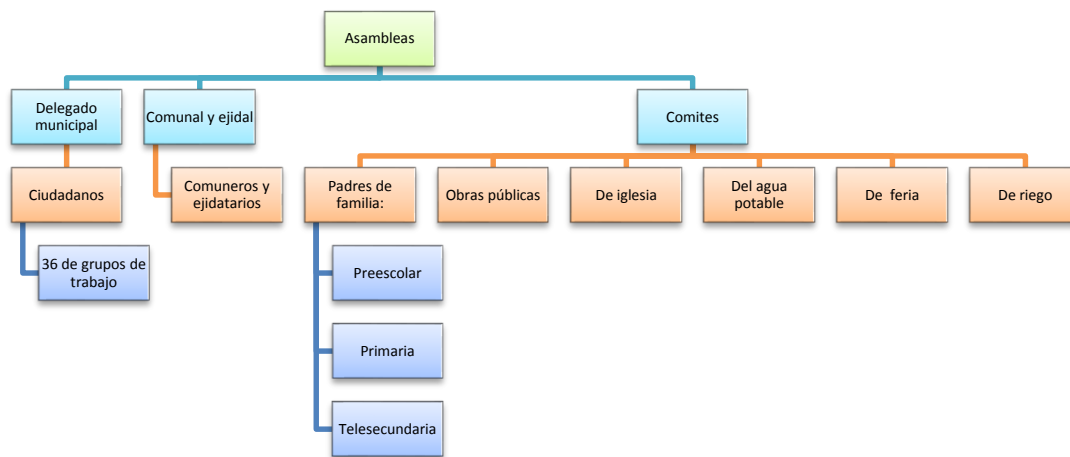 Asambleas
Delegado
municipal
Comunal y ejidal
Comites
Ciudadanos
Comuneros y
ejidatarios
Padres de
familia:
Obras públicas
De iglesia
Del agua
potable
De feria
De riego
36 de grupos de
trabajo
Preescolar
Primaria
Telesecundaria